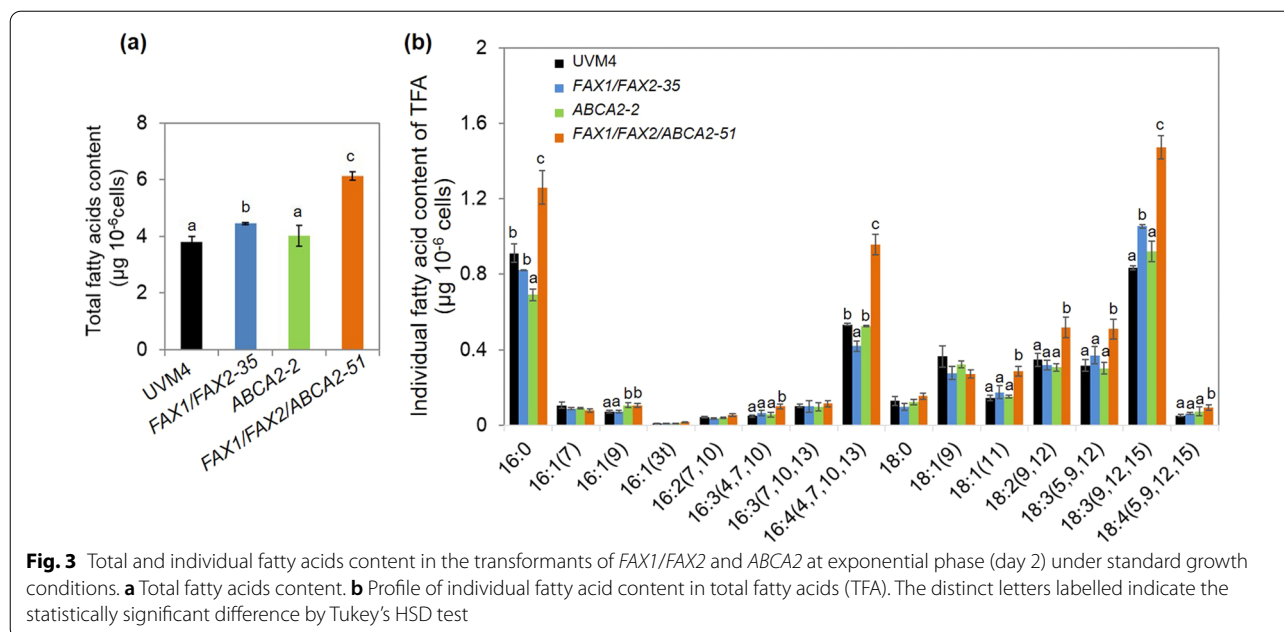 (a)
Total fatty acids content
(µg 10-6cells)
8
6
4
2
0
a
b
a
c
UVM4
FAX1/FAX2-35
ABCA2-2
FAX1/FAX2/ABCA2-51
(b)
Individual fatty acid content of TFA
(µg 10-6 cells)
2
1.6
1.2
0.8
0.4
0
UVM4
FAX1/FAX2-35
ABCA2-2
FAX1/FAX2/ABCA2-51
b b a c
a a b b
a a a b
b a b c
a a a b
a a a b
a a a b
a b a c
a a a b
16:0
16:1(7)
16:1(9)
16:1(3t)
16:2(7,10)
16:3(4,7,10)
16:3(7,10,13)
16:4(4,7,10,13)
18:0
18:1(9)
18:1(11)
18:2(9,12)
18:3(5,9,12)
18:3(9,12,15)
18:4(5,9,12,15)
Fig. 3 Total and individual fatty acids content in the transformants of FAX1/FAX2 and ABCA2 at exponential phase (day 2) under standard growth
conditions. a Total fatty acids content. b Profile of individual fatty acid content in total fatty acids (TFA). The distinct letters labelled indicate the
statistically significant difference by Tukey's HSD test